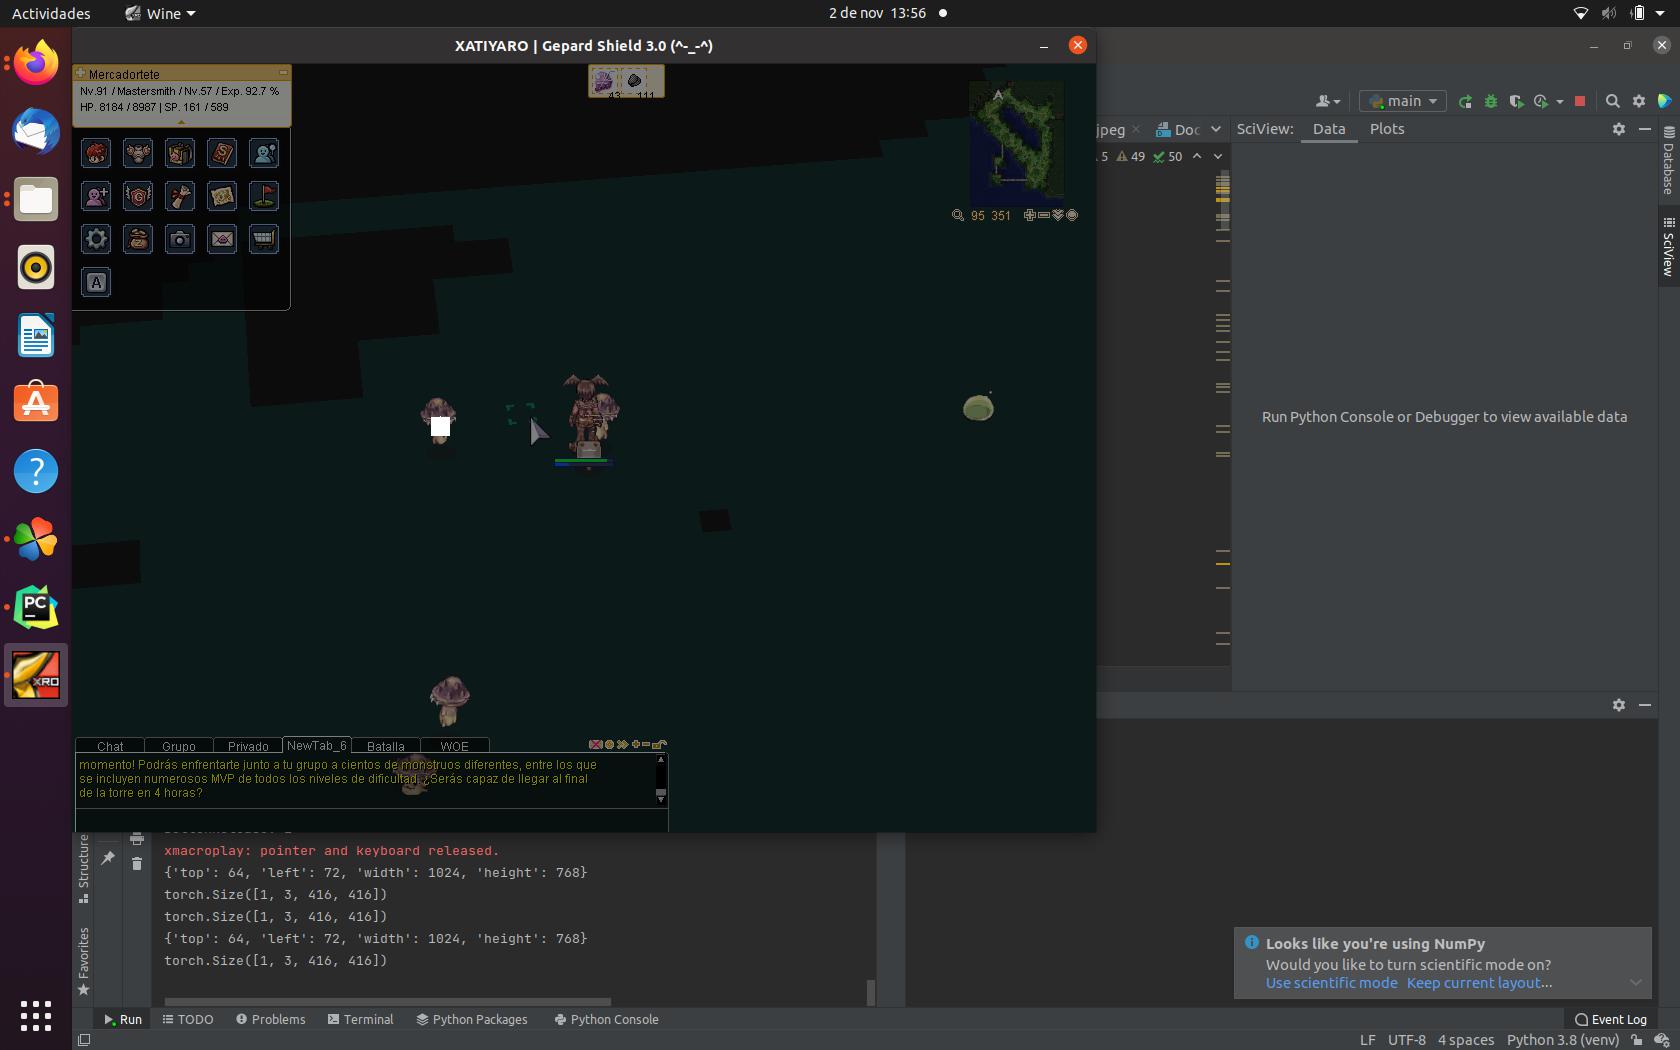 Actividades
Wine
2 de nov 13:56
XATIYARO | Gepard Shield 3.0 (^-_-^)
Mercadortete
Nv.91 / Mastersmith / Nv.57 / Exp. 92.7 %
HP. 8184 / 8987 | SP. 161 / 589
43 111
95 351
main
jpeg
Doc
SciView:
Data
Plots
5 49 50
Database
SciView
Run Python Console or Debugger to view available data
A
PC
XRO
Chat
Grupo
Privado
NewTab_6
Batalla
WOE
momento! Podrás enfrentarte junto a tu grupo a cientos de monstruos diferentes, entre los que
se incluyen numerosos MVP de todos los niveles de dificultad. ¿Serás capaz de llegar al final
de la torre en 4 horas?
Structure
Favorites
xmacroplay: pointer and keyboard released.
{'top': 64, 'left': 72, 'width': 1024, 'height': 768}
torch.Size([1, 3, 416, 416])
torch.Size([1, 3, 416, 416])
{'top': 64, 'left': 72, 'width': 1024, 'height': 768}
torch.Size([1, 3, 416, 416])
Looks like you're using NumPy
Would you like to turn scientific mode on?
Use scientific mode Keep current layout...
Run
TODO
Problems
Terminal
Python Packages
Python Console
Event Log
LF UTF-8 4 spaces Python 3.8 (venv)